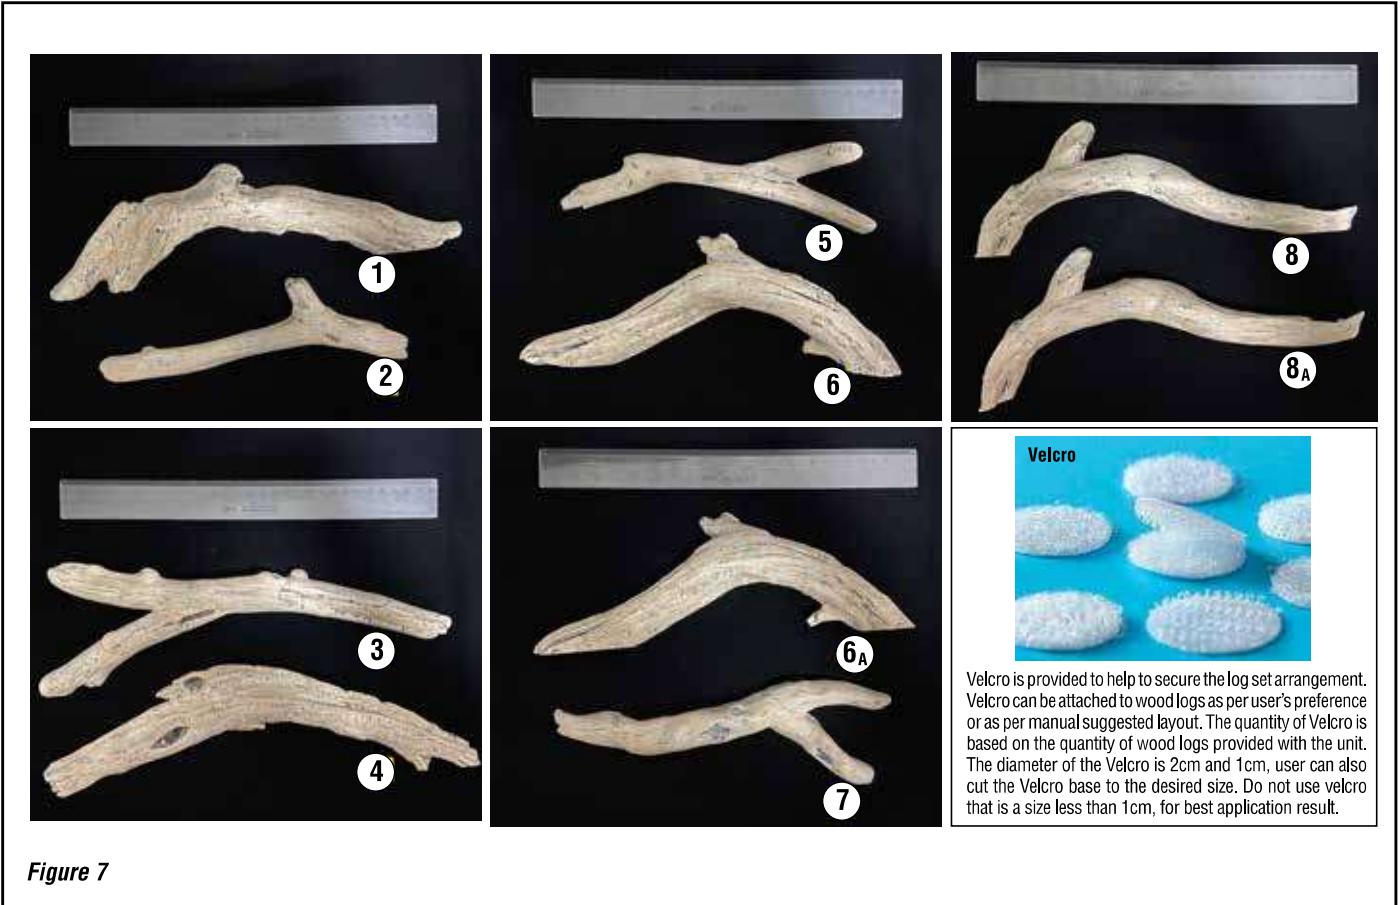 1
2
5
6
8
8A
3
4
6A
7
Velcro
Velcro is provided to help to secure the log set arrangement.
Velcro can be attached to wood logs as per user's preference
or as per manual suggested layout. The quantity of Velcro is
based on the quantity of wood logs provided with the unit.
The diameter of the Velcro is 2cm and 1cm, user can also
cut the Velcro base to the desired size. Do not use velcro
that is a size less than 1cm, for best application result.
Figure 7